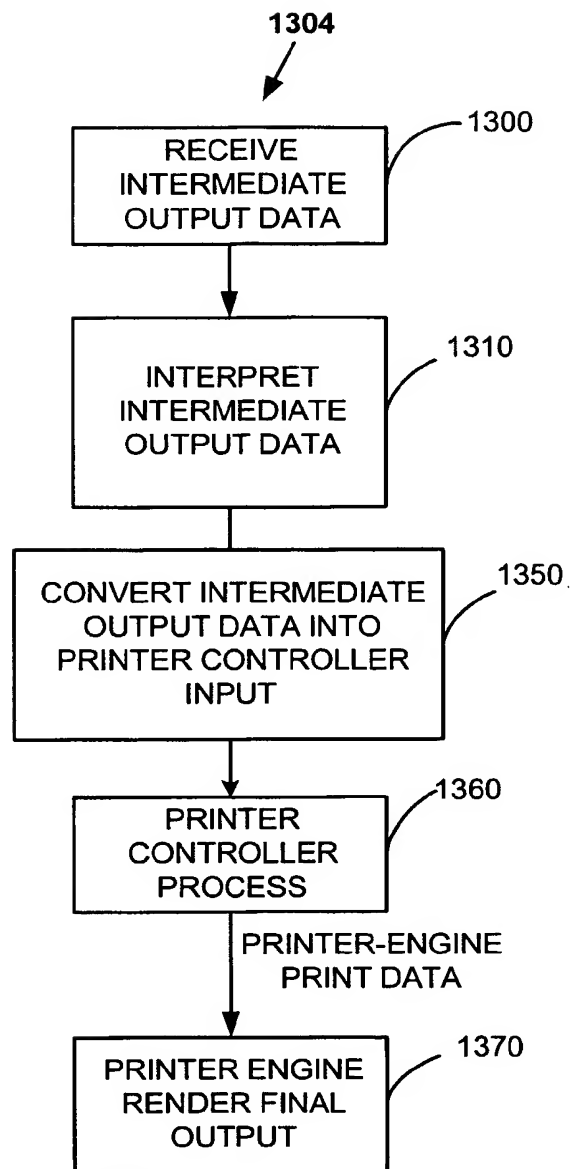 1304
1300
RECEIVE
INTERMEDIATE
OUTPUT DATA
1310
INTERPRET
INTERMEDIATE
OUTPUT DATA
1350
CONVERT INTERMEDIATE
OUTPUT DATA INTO
PRINTER CONTROLLER
INPUT
1360
PRINTER
CONTROLLER
PROCESS
PRINTER-ENGINE
PRINT DATA
1370
PRINTER ENGINE
RENDER FINAL
OUTPUT